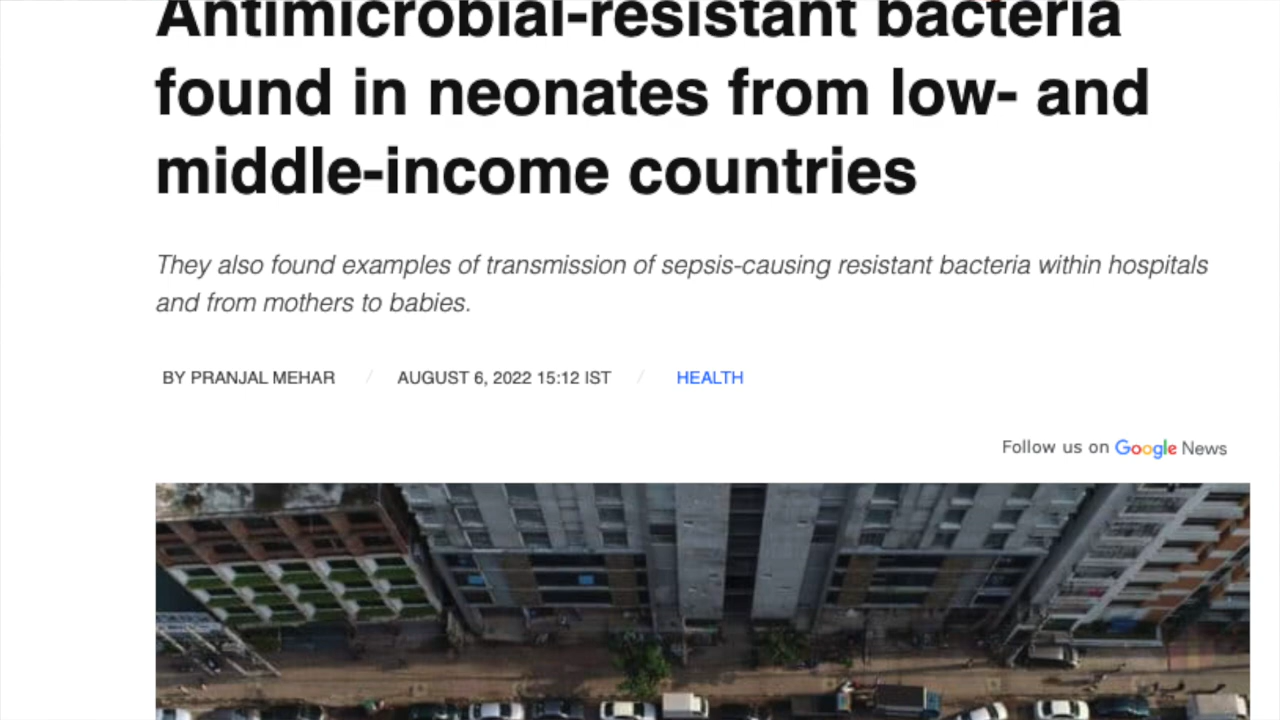 Antimicrobial-resistant bacteria
found in neonates from low- and
middle-income countries
They also found examples of transmission of sepsis-causing resistant bacteria within hospitals
and from mothers to babies.
BY PRANJAL MEHAR / AUGUST 6, 2022 15:12 IST / HEALTH
Follow us on Google News